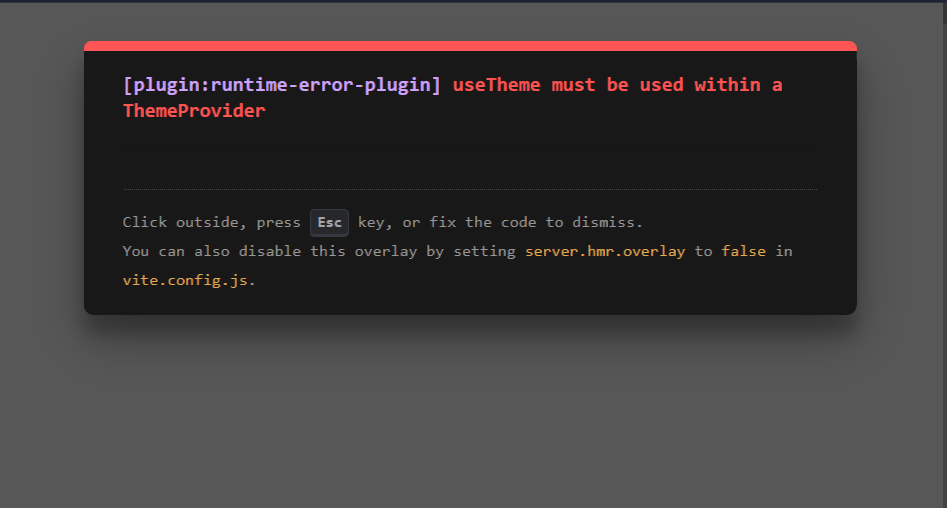 [plugin:runtime-error-plugin] useTheme must be used within a
ThemeProvider
Click outside, press Esc key, or fix the code to dismiss.
You can also disable this overlay by setting server.hmr.overlay to false in
vite.config.js.